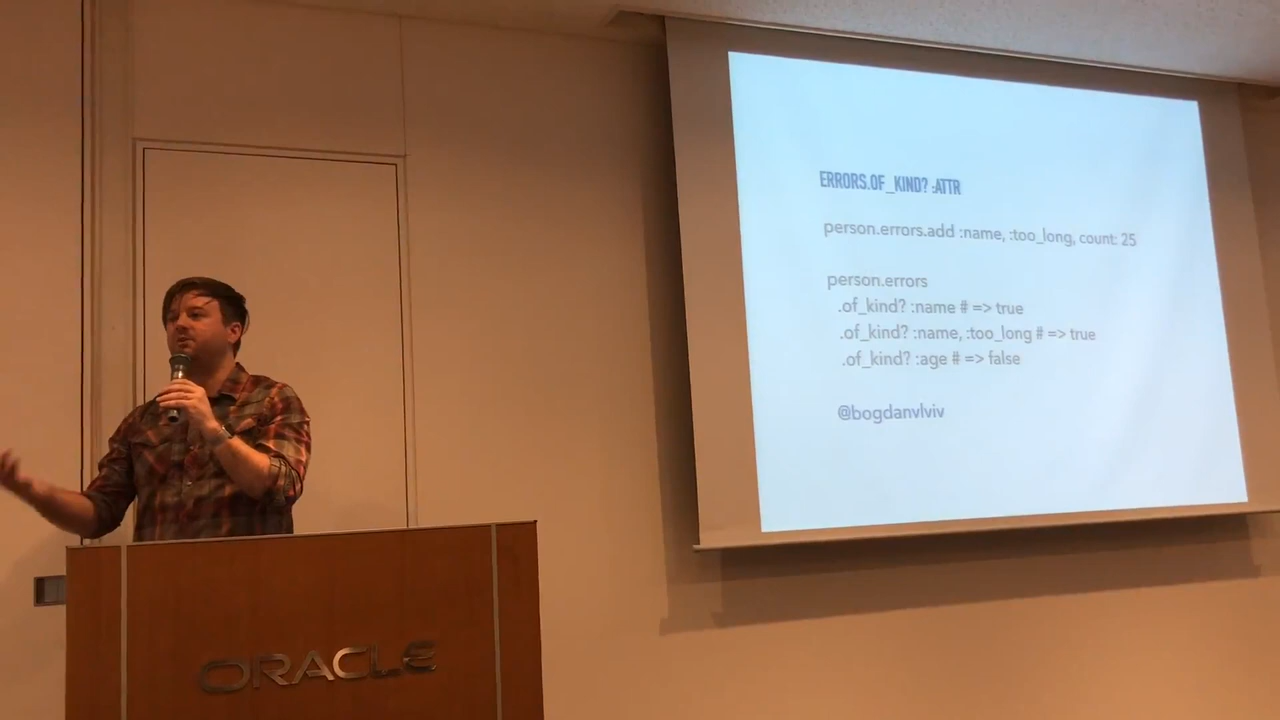 ERRORS.OF_KIND? :ATTR
person.errors.add :name, :too_long, count: 25
person.errors
.of_kind? :name # => true
.of_kind? :name, :too_long # => true
.of_kind? :age # => false
@bogdanvlviv
ORACLE